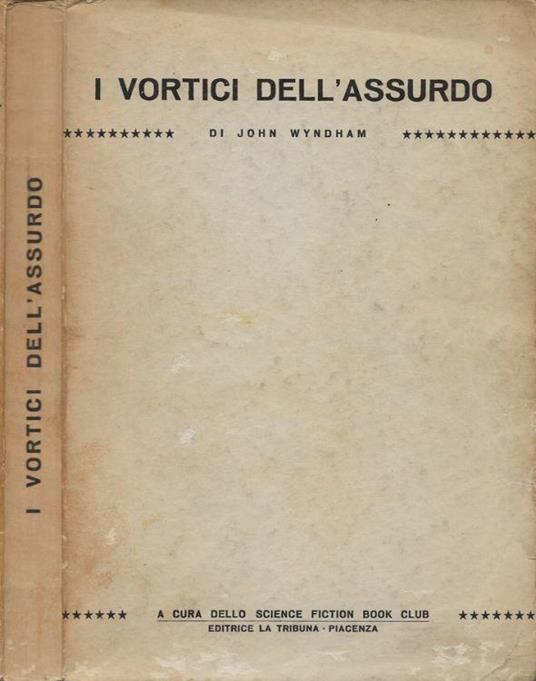 I VORTICI DELL'ASSURDO
I VORTICI DELL'ASSURDO
DI JOHN WYNDHAM
A CURA DELLO SCIENCE FICTION BOOK CLUB
EDITRICE LA TRIBUNA - PIACENZA